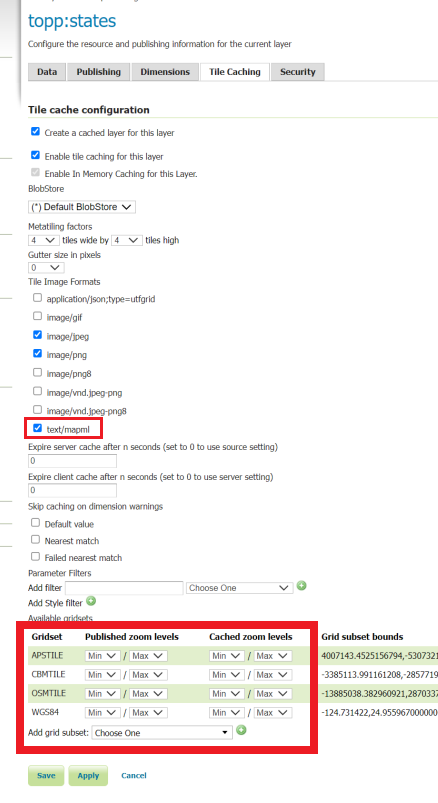 topp:states
Configure the resource and publishing information for the current layer
Data Publishing Dimensions Tile Caching Security
Tile cache configuration
Create a cached layer for this layer
Enable tile caching for this layer
Enable In Memory Caching for this Layer.
BlobStore
(*) Default BlobStore
Metatiling factors
4 tiles wide by 4 tiles high
Gutter size in pixels
0
Tile Image Formats
application/json;type=utfgrid
image/gif
image/jpeg
image/png
image/png8
image/vnd.jpeg-png
image/vnd.jpeg-png8
text/mapml
Expire server cache after n seconds (set to 0 to use source setting)
0
Expire client cache after n seconds (set to 0 to use server setting)
0
Skip caching on dimension warnings
Default value
Nearest match
Failed nearest match
Parameter Filters
Add filter Choose One
Add Style filter
Available gridsets
Gridset Published zoom levels Cached zoom levels Grid subset bounds
APSTILE Min / Max Min / Max 4007143.4525156794,-5307321
CBMTILE Min / Max Min / Max -3385113.991161208,-2857719
OSMTILE Min / Max Min / Max -13885038.382960921,2870337
WGS84 Min / Max Min / Max -124.731422,24.955967000000
Add grid subset: Choose One
Save Apply Cancel